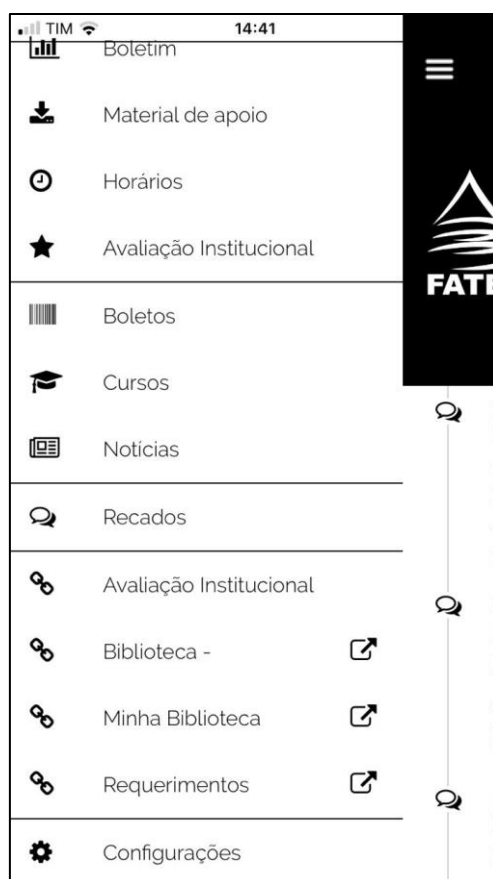 TIM 14:41
Boletim
Material de apoio
Horários
Avaliação Institucional
FATE
Boletos
Cursos
Notícias
Recados
Avaliação Institucional
Biblioteca -
Minha Biblioteca
Requerimentos
Configurações